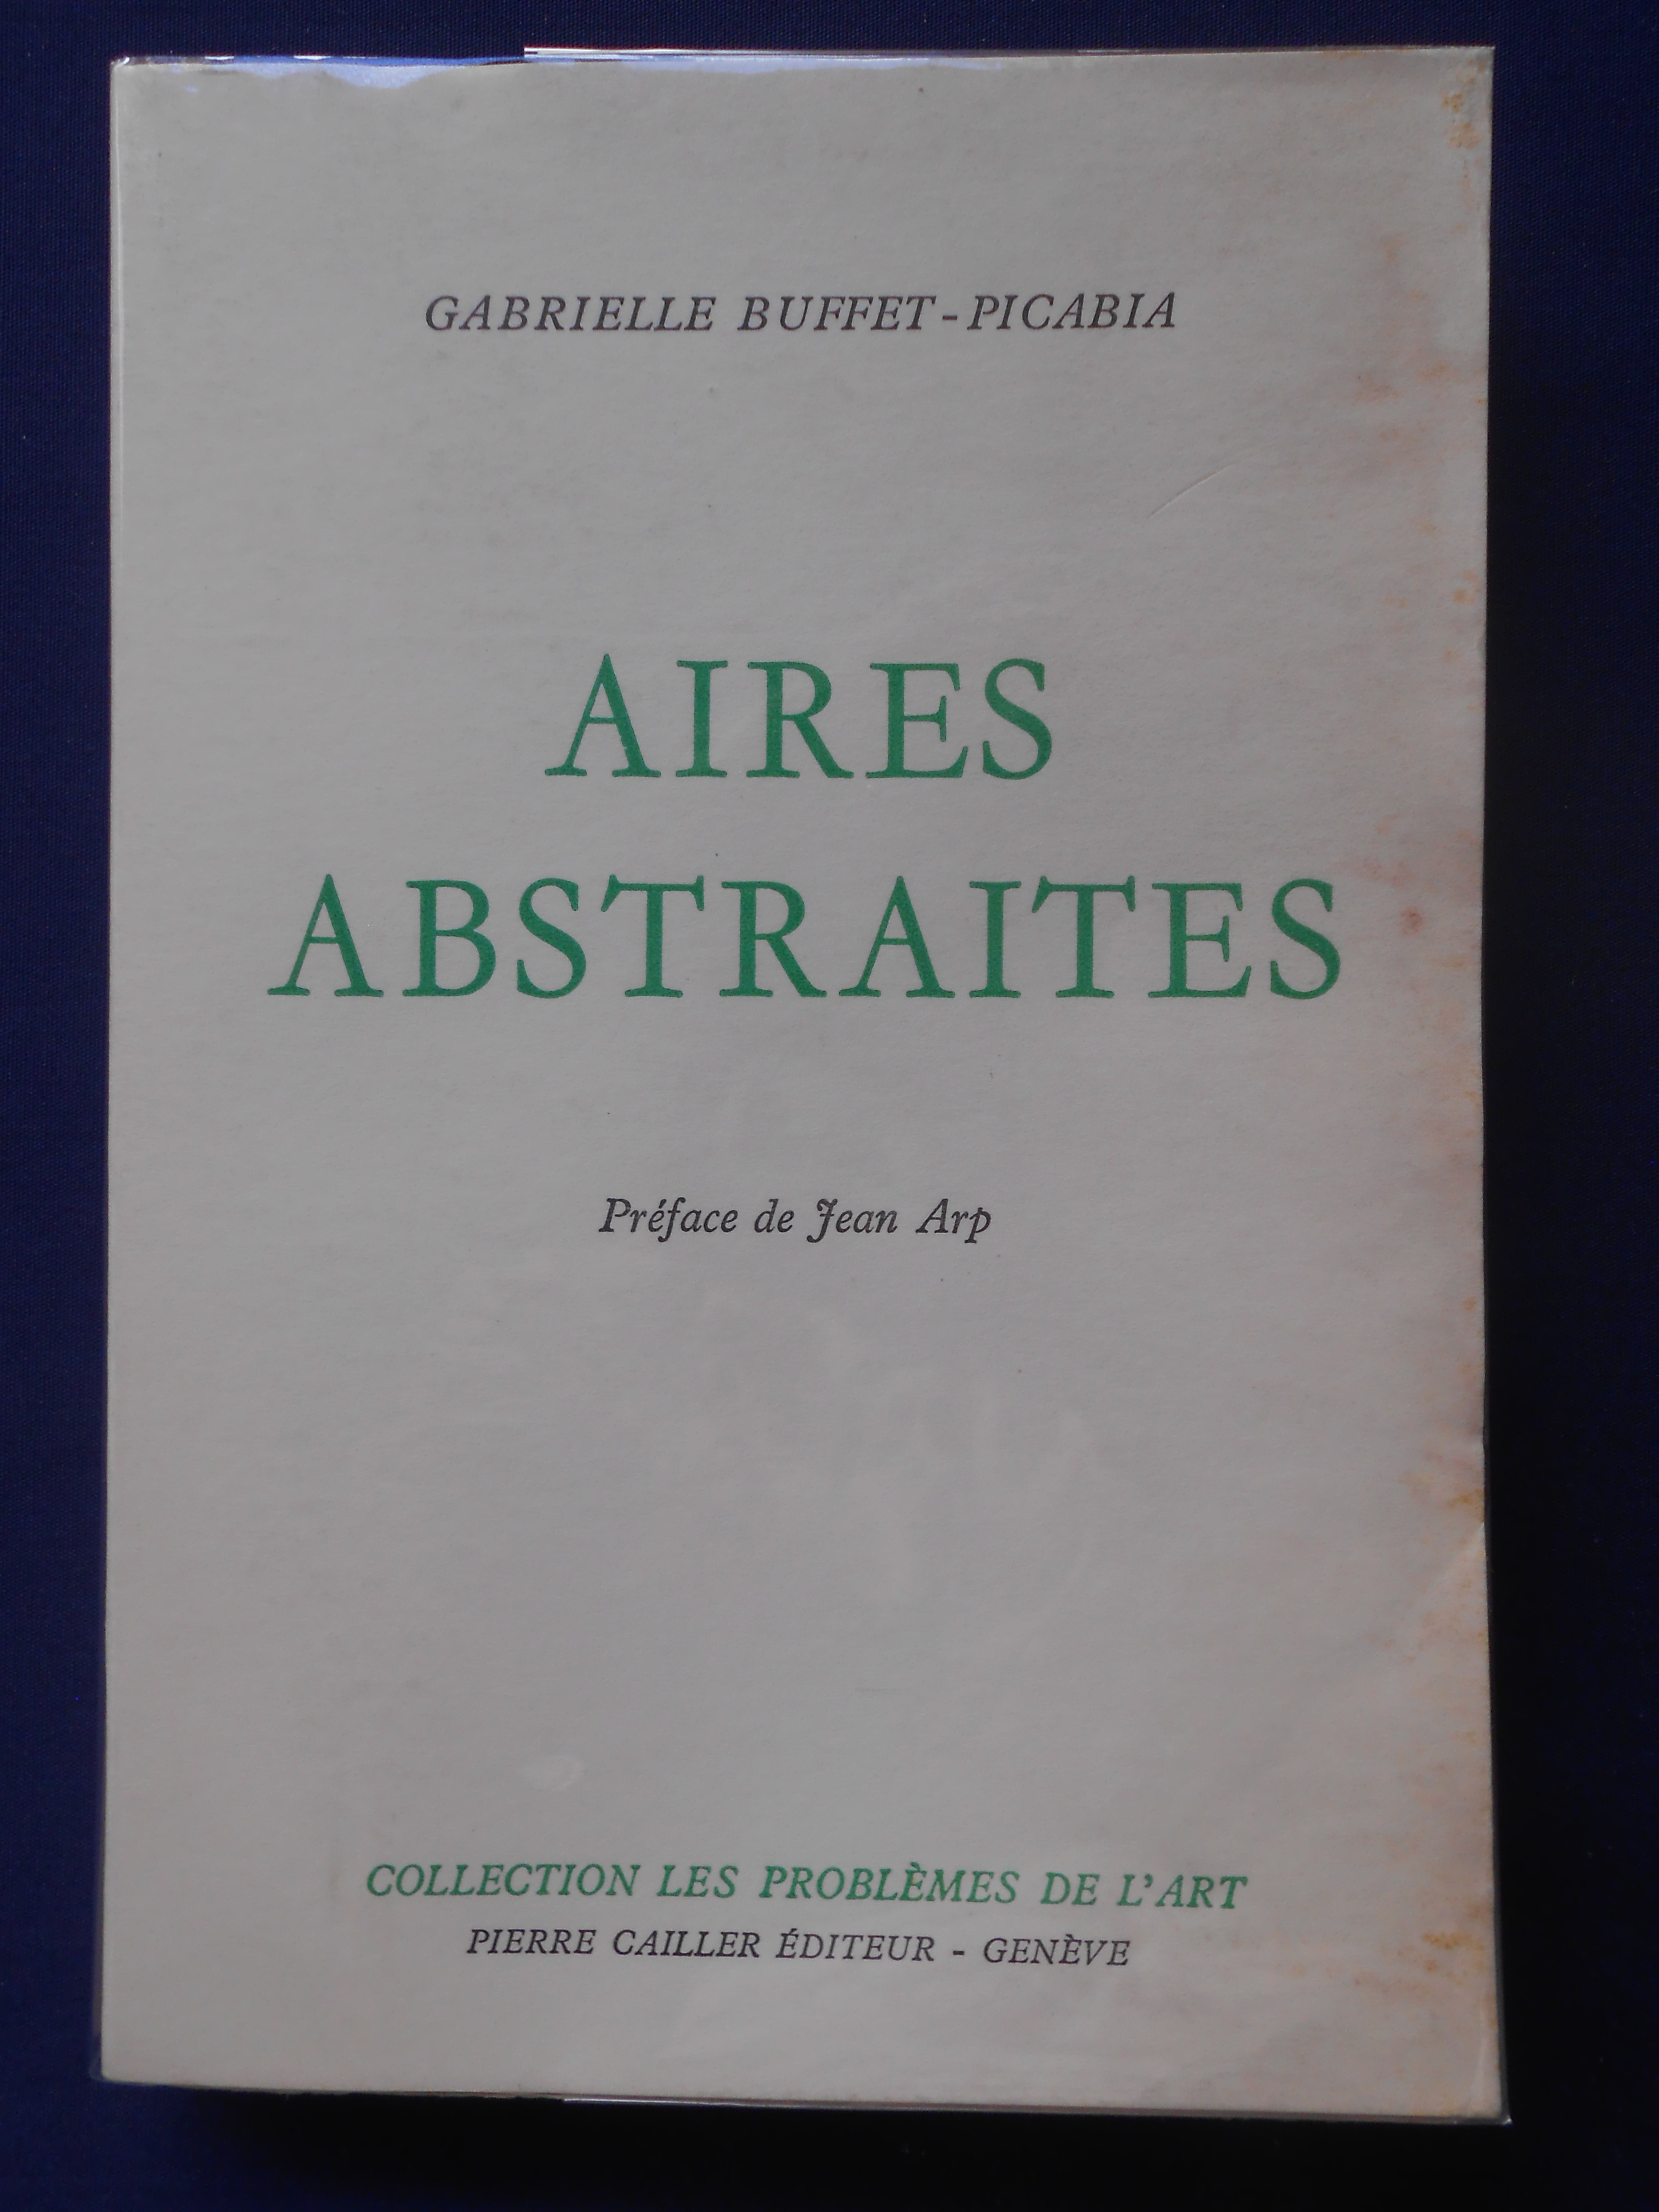 GABRIELLE BUFFET-PICABIA
AIRES
ABSTRAITES
Préface de Jean Arp
COLLECTION LES PROBLÈMES DE L'ART
PIERRE CAILLER ÉDITEUR - GENÈVE